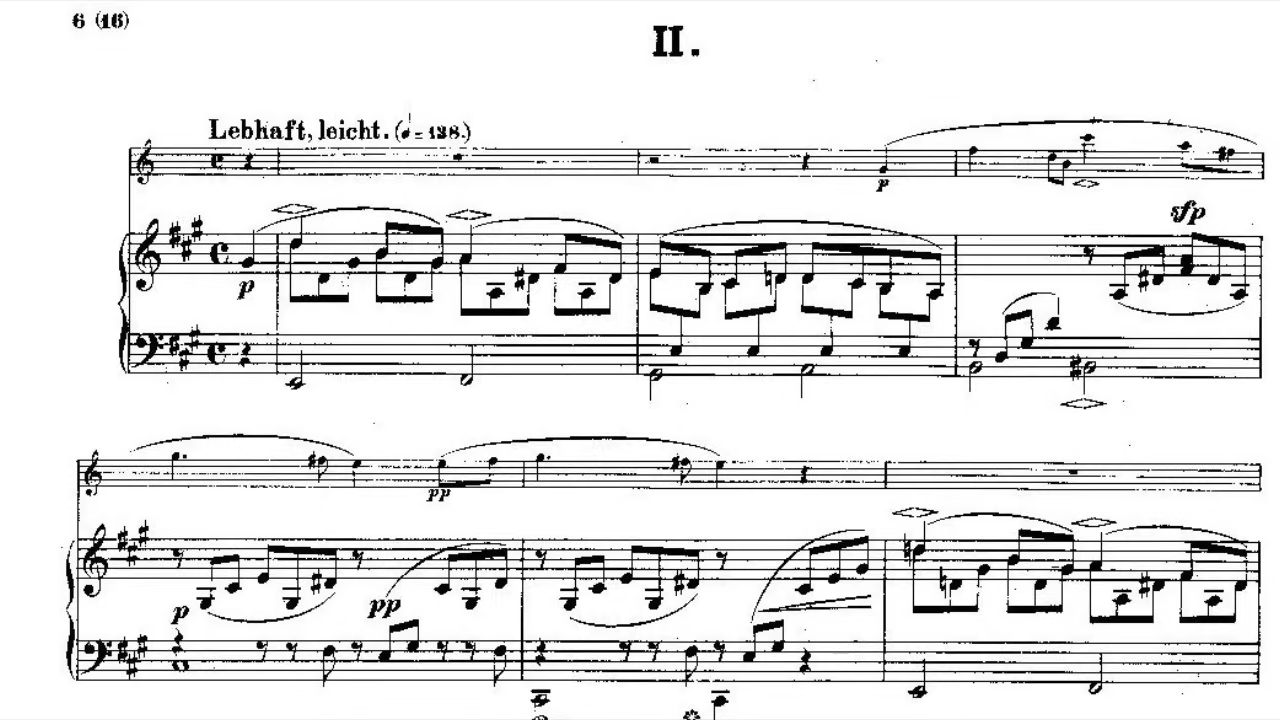 6 (16)
II.
Lebhaft, leicht. (♩= 138.)
p
p
sfp
pp
p
pp